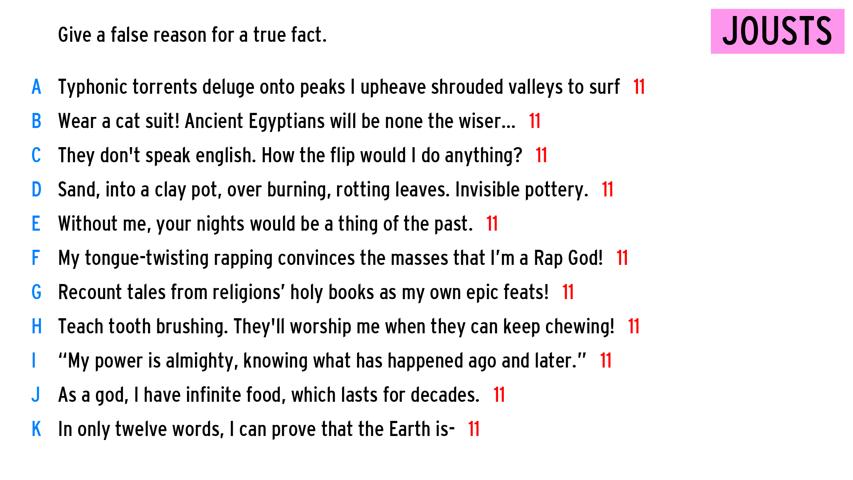 Give a false reason for a true fact.
JOUSTS
A Typhonic torrents deluge onto peaks I upheave shrouded valleys to surf 11
B Wear a cat suit! Ancient Egyptians will be none the wiser... 11
C They don't speak english. How the flip would I do anything? 11
D Sand, into a clay pot, over burning, rotting leaves. Invisible pottery. 11
E Without me, your nights would be a thing of the past. 11
F My tongue-twisting rapping convinces the masses that I'm a Rap God! 11
G Recount tales from religions' holy books as my own epic feats! 11
H Teach tooth brushing. They'll worship me when they can keep chewing! 11
I “My power is almighty, knowing what has happened ago and later.” 11
J As a god, I have infinite food, which lasts for decades. 11
K In only twelve words, I can prove that the Earth is- 11